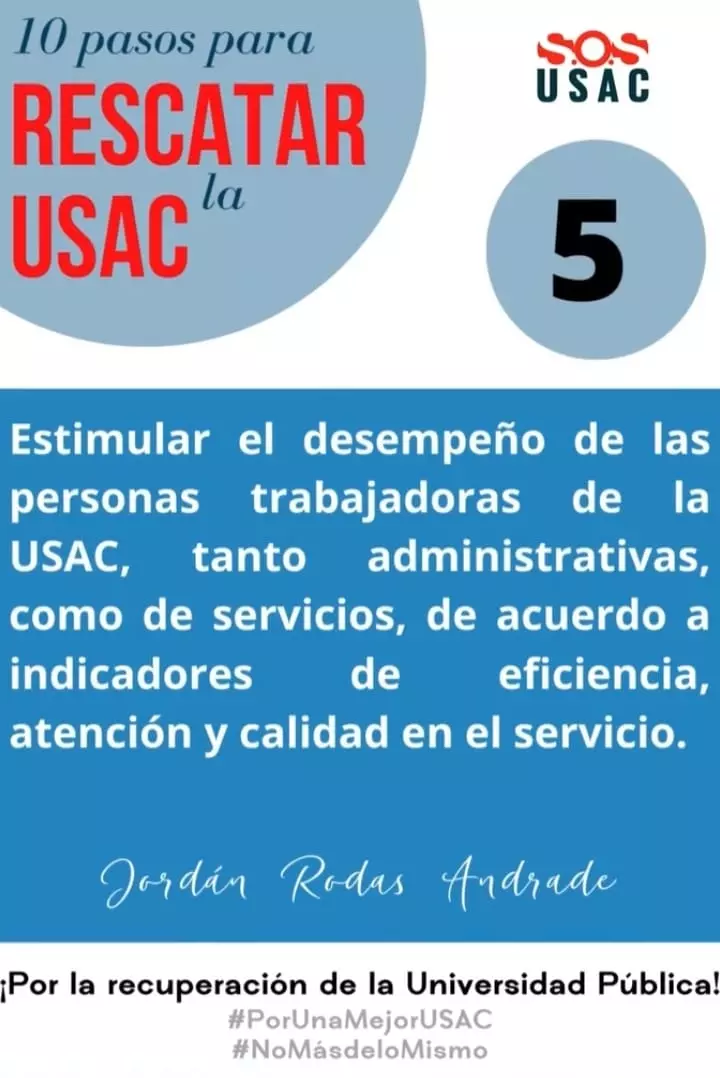 10 pasos para
RESCATAR
la
USAC
S.O.S
USAC
5
Estimular el desempeño de las
personas trabajadoras de la
USAC, tanto administrativas,
como de servicios, de acuerdo a
indicadores de eficiencia,
atención y calidad en el servicio.
Jordán Rodas Andrade
¡Por la recuperación de la Universidad Pública!
#PorUnaMejorUSAC
#NoMásdeloMismo